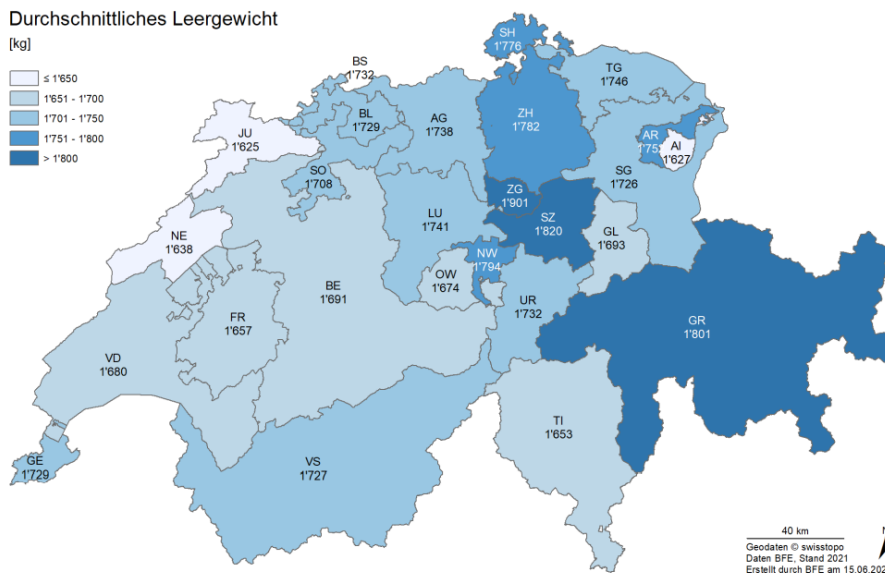 Durchschnittliches Leergewicht
[kg]
≤ 1'650
1'651 - 1'700
1'701 - 1'750
1'751 - 1'800
> 1'800
SH
1'776
BS
1'732
TG
1'746
BL
1'729
AG
1'738
ZH
1'782
JU
1'625
AR
AI
1'627
SO
1'708
SG
1'726
ZG
1'901
LU
1'741
SZ
1'820
NE
1'638
GL
1'693
NW
1'794
OW
1'674
BE
1'691
UR
1'732
FR
1'657
GR
1'801
VD
1'680
TI
1'653
GE
1'729
VS
1'727
40 km
N
Geodaten © swisstopo
Daten BFE, Stand 2021
Erstellt durch BFE am